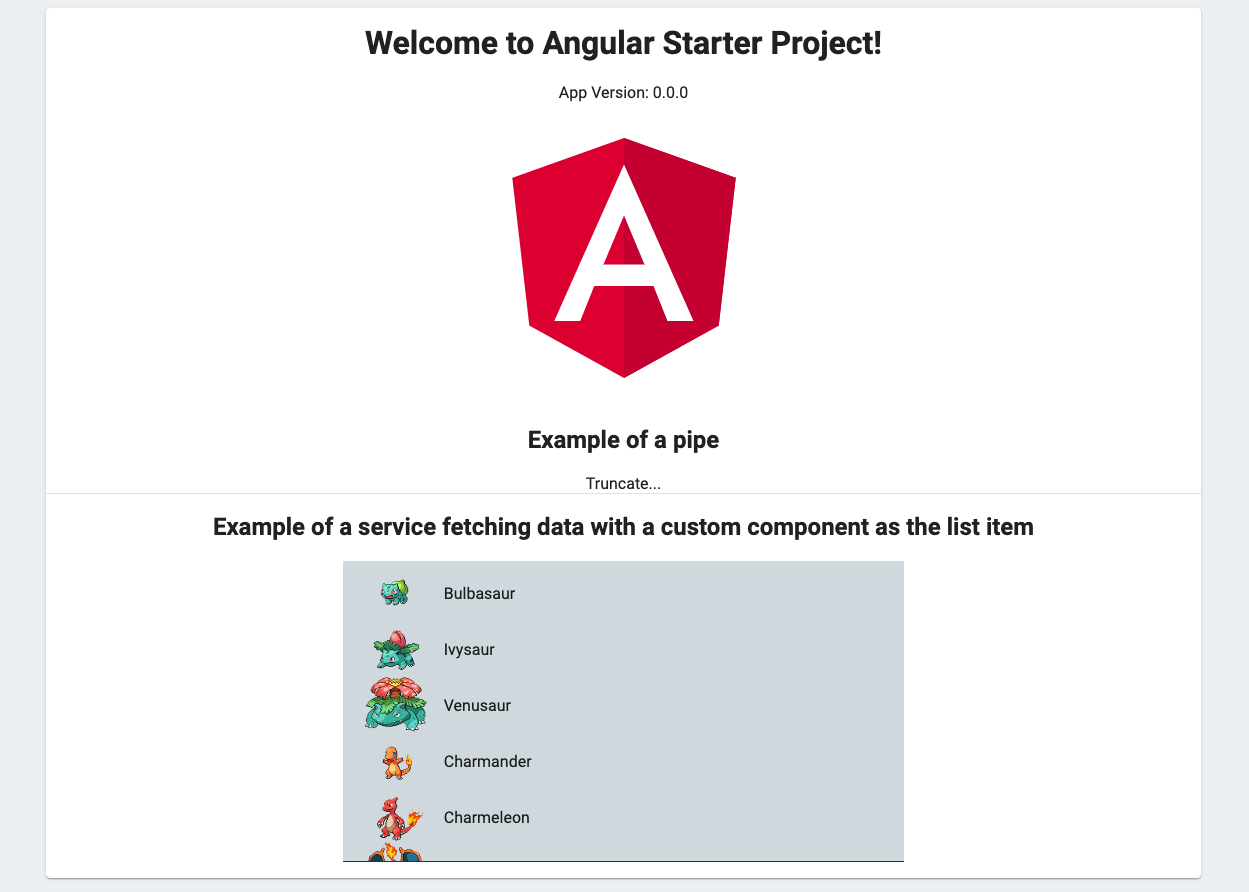 Welcome to Angular Starter Project!
App Version: 0.0.0
A
Example of a pipe
Truncate...
Example of a service fetching data with a custom component as the list item
Bulbasaur
Ivysaur
Venusaur
Charmander
Charmeleon